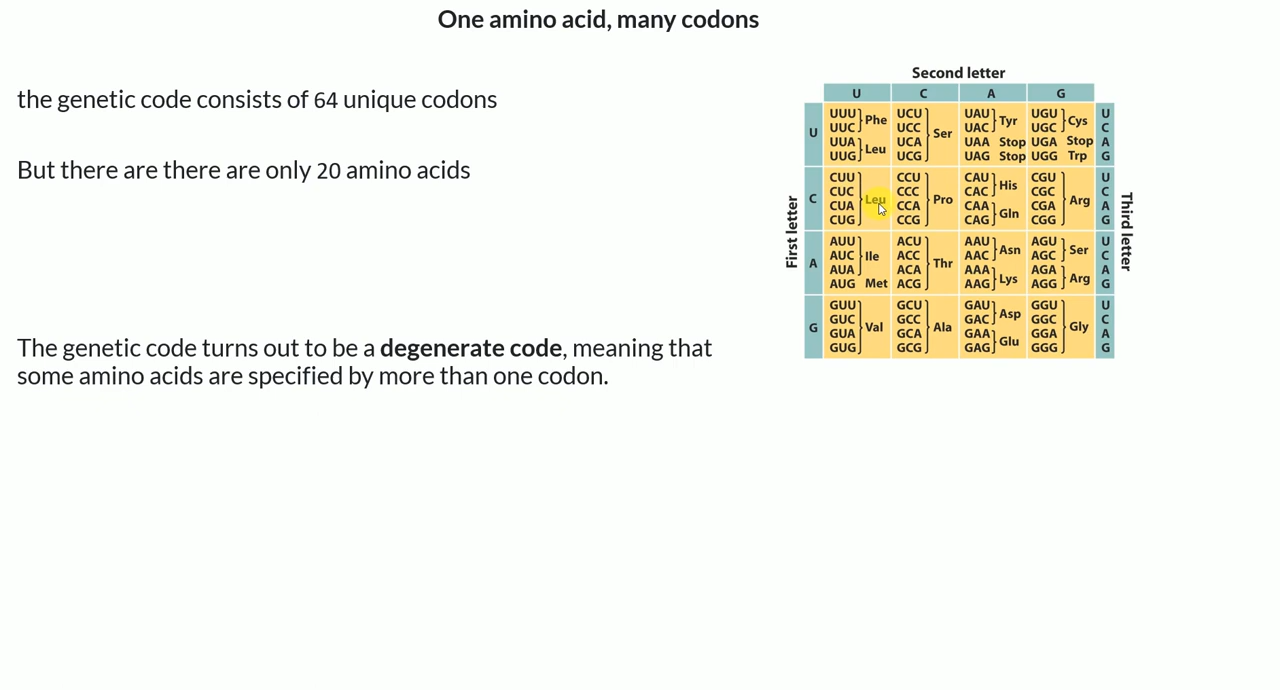 One amino acid, many codons
the genetic code consists of 64 unique codons
But there are there are only 20 amino acids
The genetic code turns out to be a degenerate code, meaning that
some amino acids are specified by more than one codon.
Second letter
U C A G
First letter
Third letter
U
UUU Phe UCU Ser UAU Tyr UGU Cys U
UUC UCC UAC UGC C
UUA Leu UCA UAA Stop UGA Stop A
UUG UCG UAG Stop UGG Trp G
C
CUU Leu CCU Pro CAU His CGU Arg U
CUC CCC CAC CGC C
CUA CCA CAA Gln CGA A
CUG CCG CAG CGG G
A
AUU Ile ACU Thr AAU Asn AGU Ser U
AUC ACC AAC AGC C
AUA ACA AAA Lys AGA Arg A
AUG Met ACG AAG AGG G
G
GUU Val GCU Ala GAU Asp GGU Gly U
GUC GCC GAC GGC C
GUA GCA GAA Glu GGA A
GUG GCG GAG GGG G